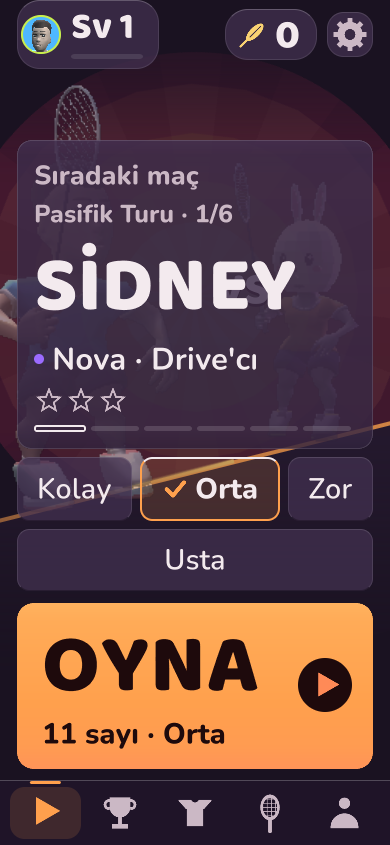 Sv 1
0
Sıradaki maç
Pasifik Turu · 1/6
SİDNEY
Nova · Drive'cı
Kolay
Orta
Zor
Usta
OYNA
11 sayı · Orta